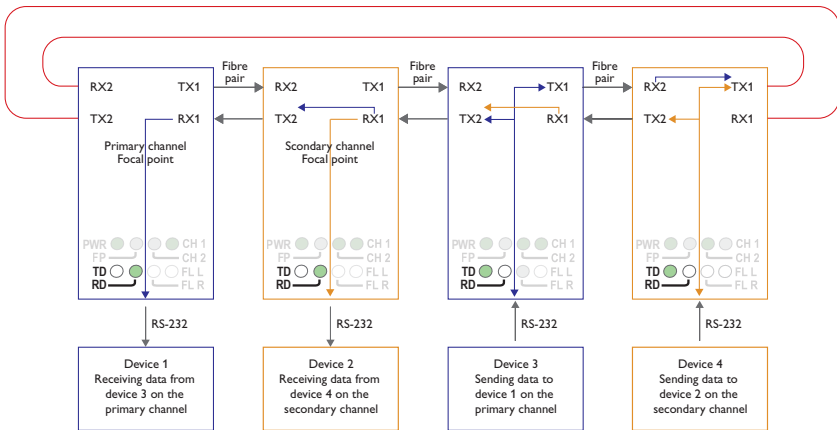 Fibre
pair
Fibre
pair
Fibre
pair
RX2 TX1
TX2 RX1
Primary channel
Focal point
PWR CH 1
FP CH 2
TD FL L
RD FL R
RX2 TX1
TX2 RX1
Scondary channel
Focal point
PWR CH 1
FP CH 2
TD FL L
RD FL R
RX2 TX1
TX2 RX1
PWR CH 1
FP CH 2
TD FL L
RD FL R
RX2 TX1
TX2 RX1
PWR CH 1
FP CH 2
TD FL L
RD FL R
RS-232
RS-232
RS-232
RS-232
Device 1
Receiving data from
device 3 on the
primary channel
Device 2
Receiving data from
device 4 on the
secondary channel
Device 3
Sending data to
device 1 on the
primary channel
Device 4
Sending data to
device 2 on the
secondary channel